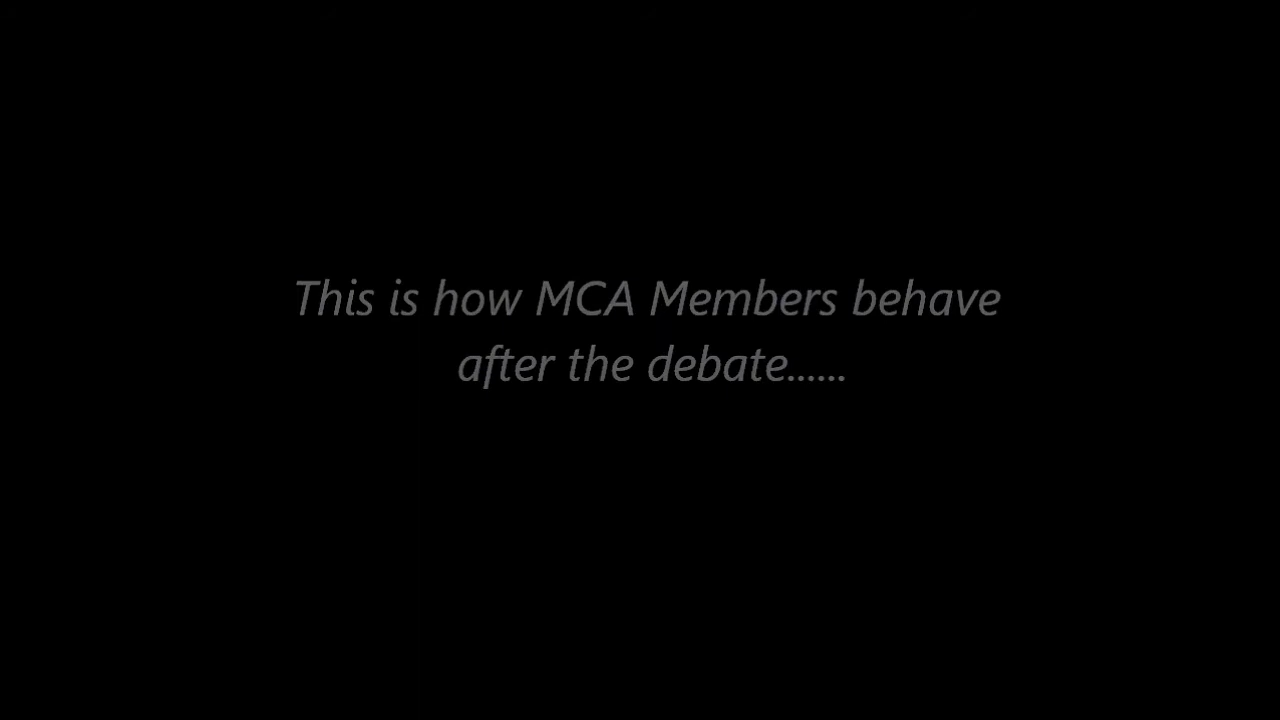 This is how MCA Members behave
after the debate......